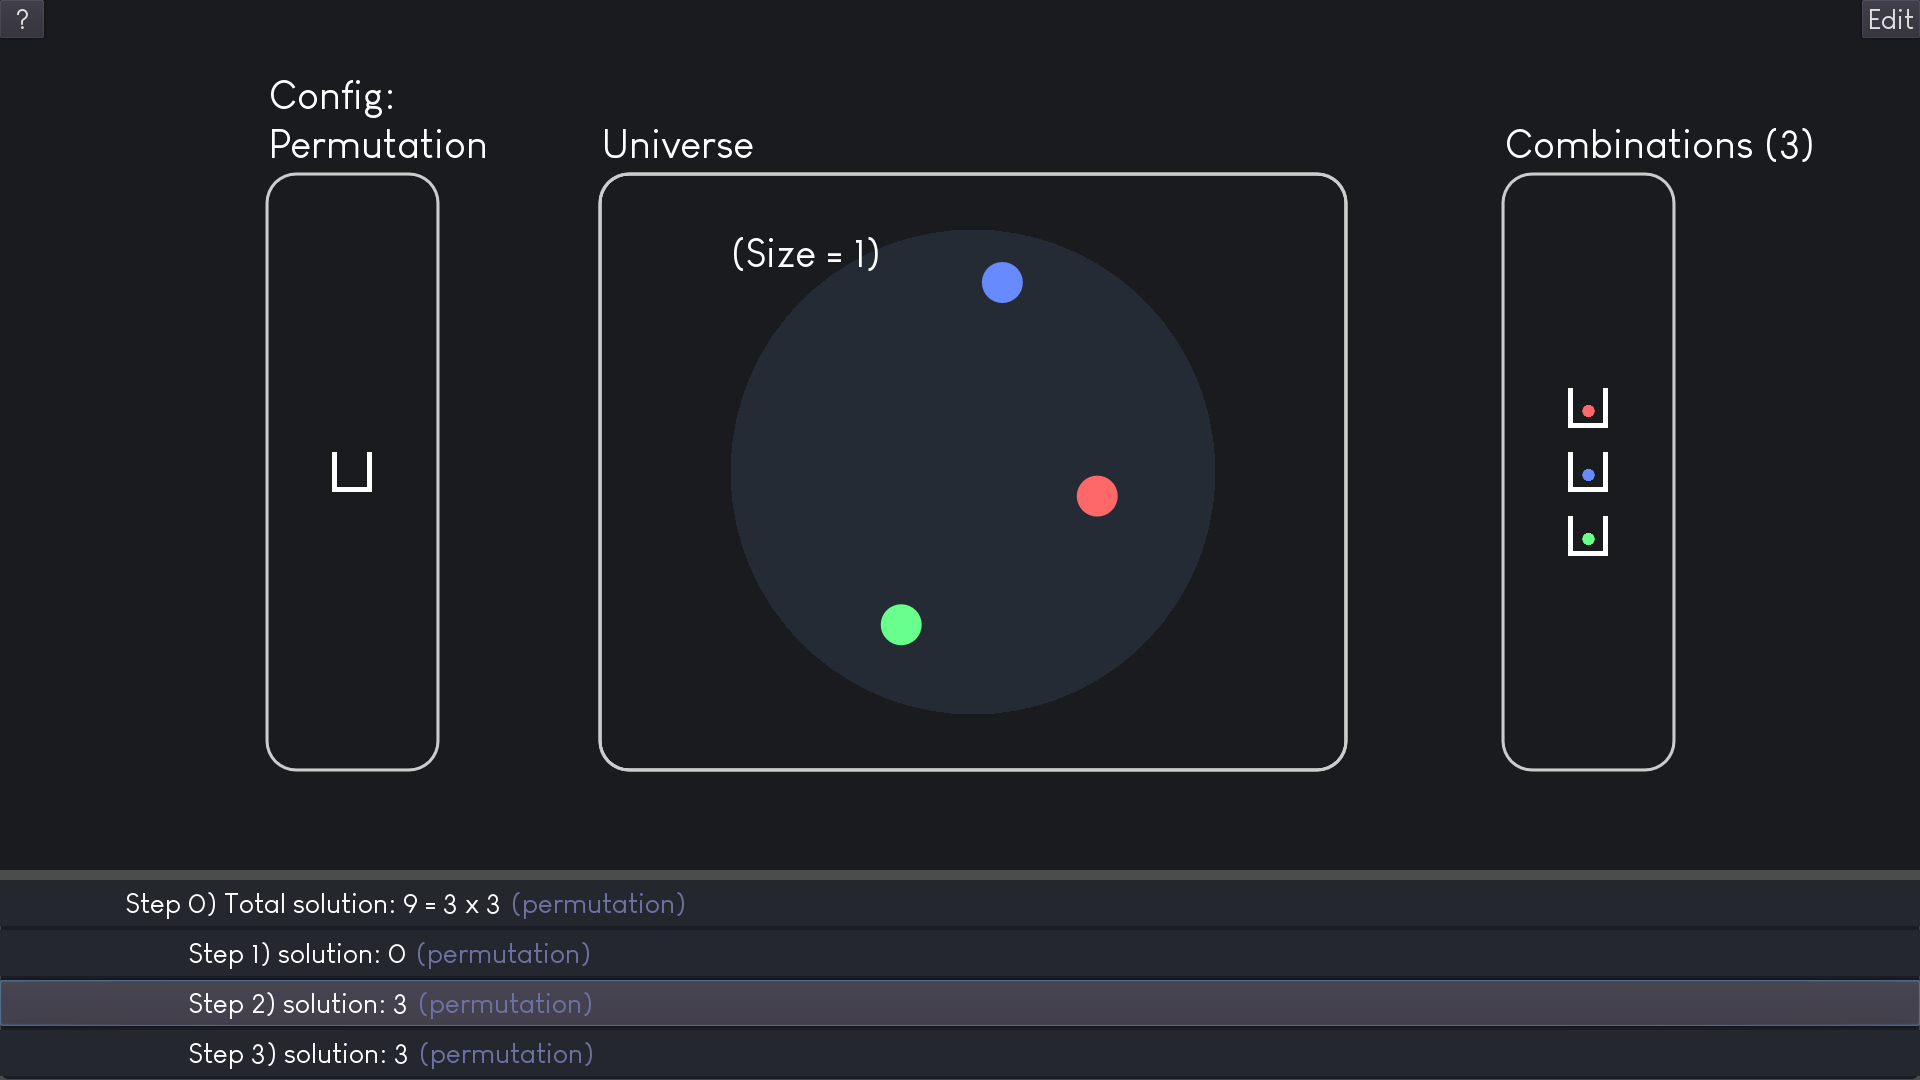 ?
Edit
Config:
Permutation
Universe
Combinations (3)
(Size = 1)
Step 0) Total solution: 9 = 3 x 3 (permutation)
Step 1) solution: 0 (permutation)
Step 2) solution: 3 (permutation)
Step 3) solution: 3 (permutation)